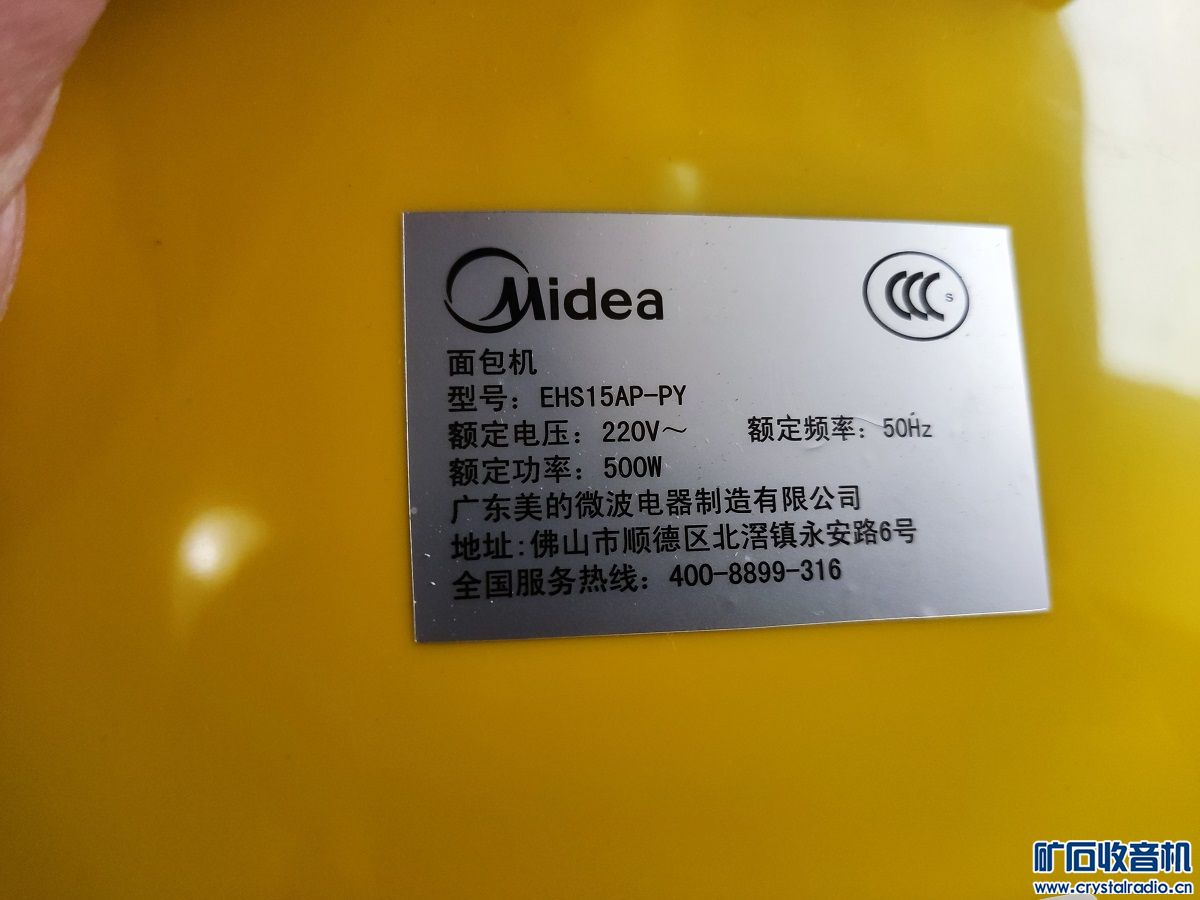 Midea
CCC S
面包机
型号：EHS15AP-PY
额定电压：220V～ 额定频率：50Hz
额定功率：500W
广东美的微波电器制造有限公司
地址:佛山市顺德区北滘镇永安路6号
全国服务热线：400-8899-316
矿石收音机
www.crystalradio.cn